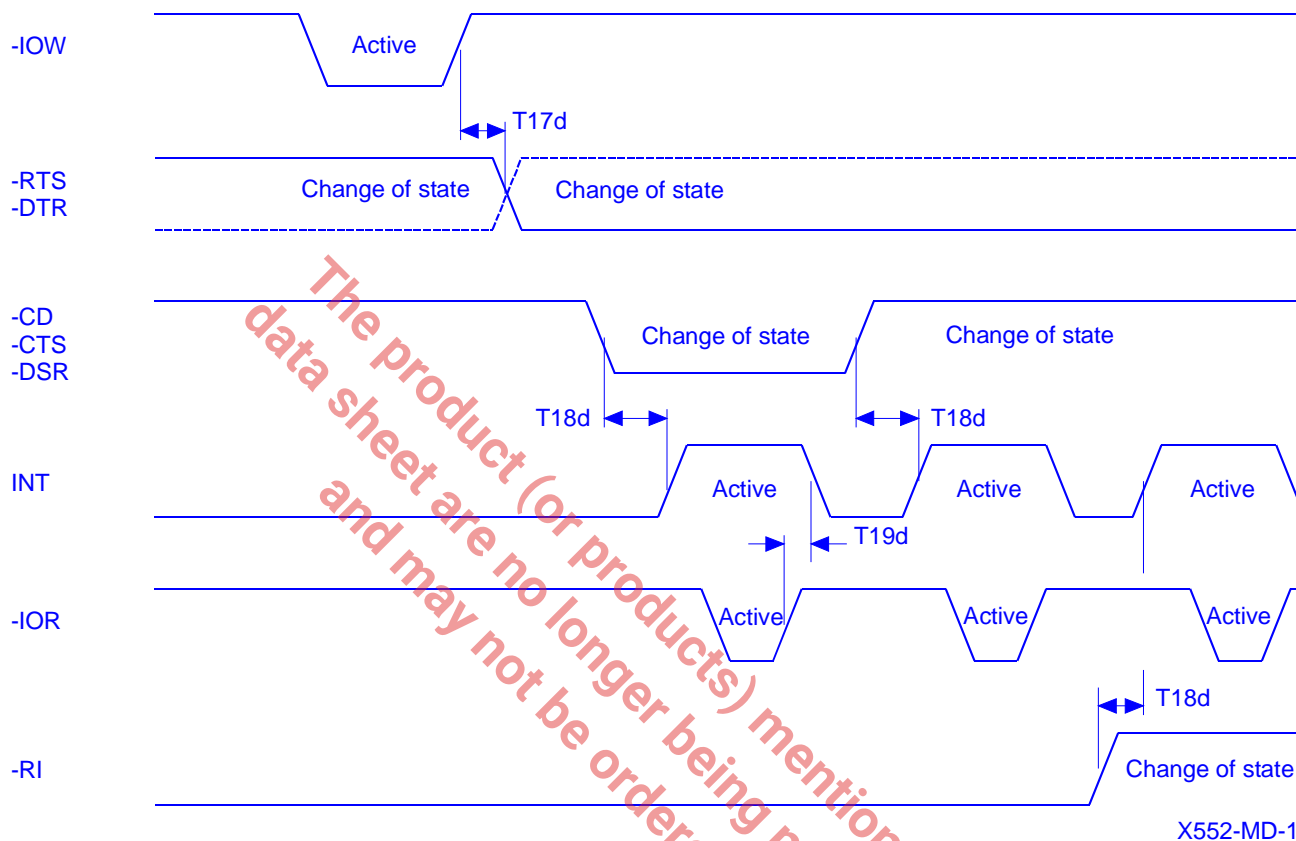 -IOW
Active
T17d
-RTS
-DTR
Change of state
Change of state
-CD
-CTS
-DSR
Change of state
Change of state
T18d
T18d
INT
Active
Active
Active
T19d
-IOR
Active
Active
Active
T18d
-RI
Change of state
X552-MD-1
The product (or products) mention
data sheet are no longer being
and may not be order